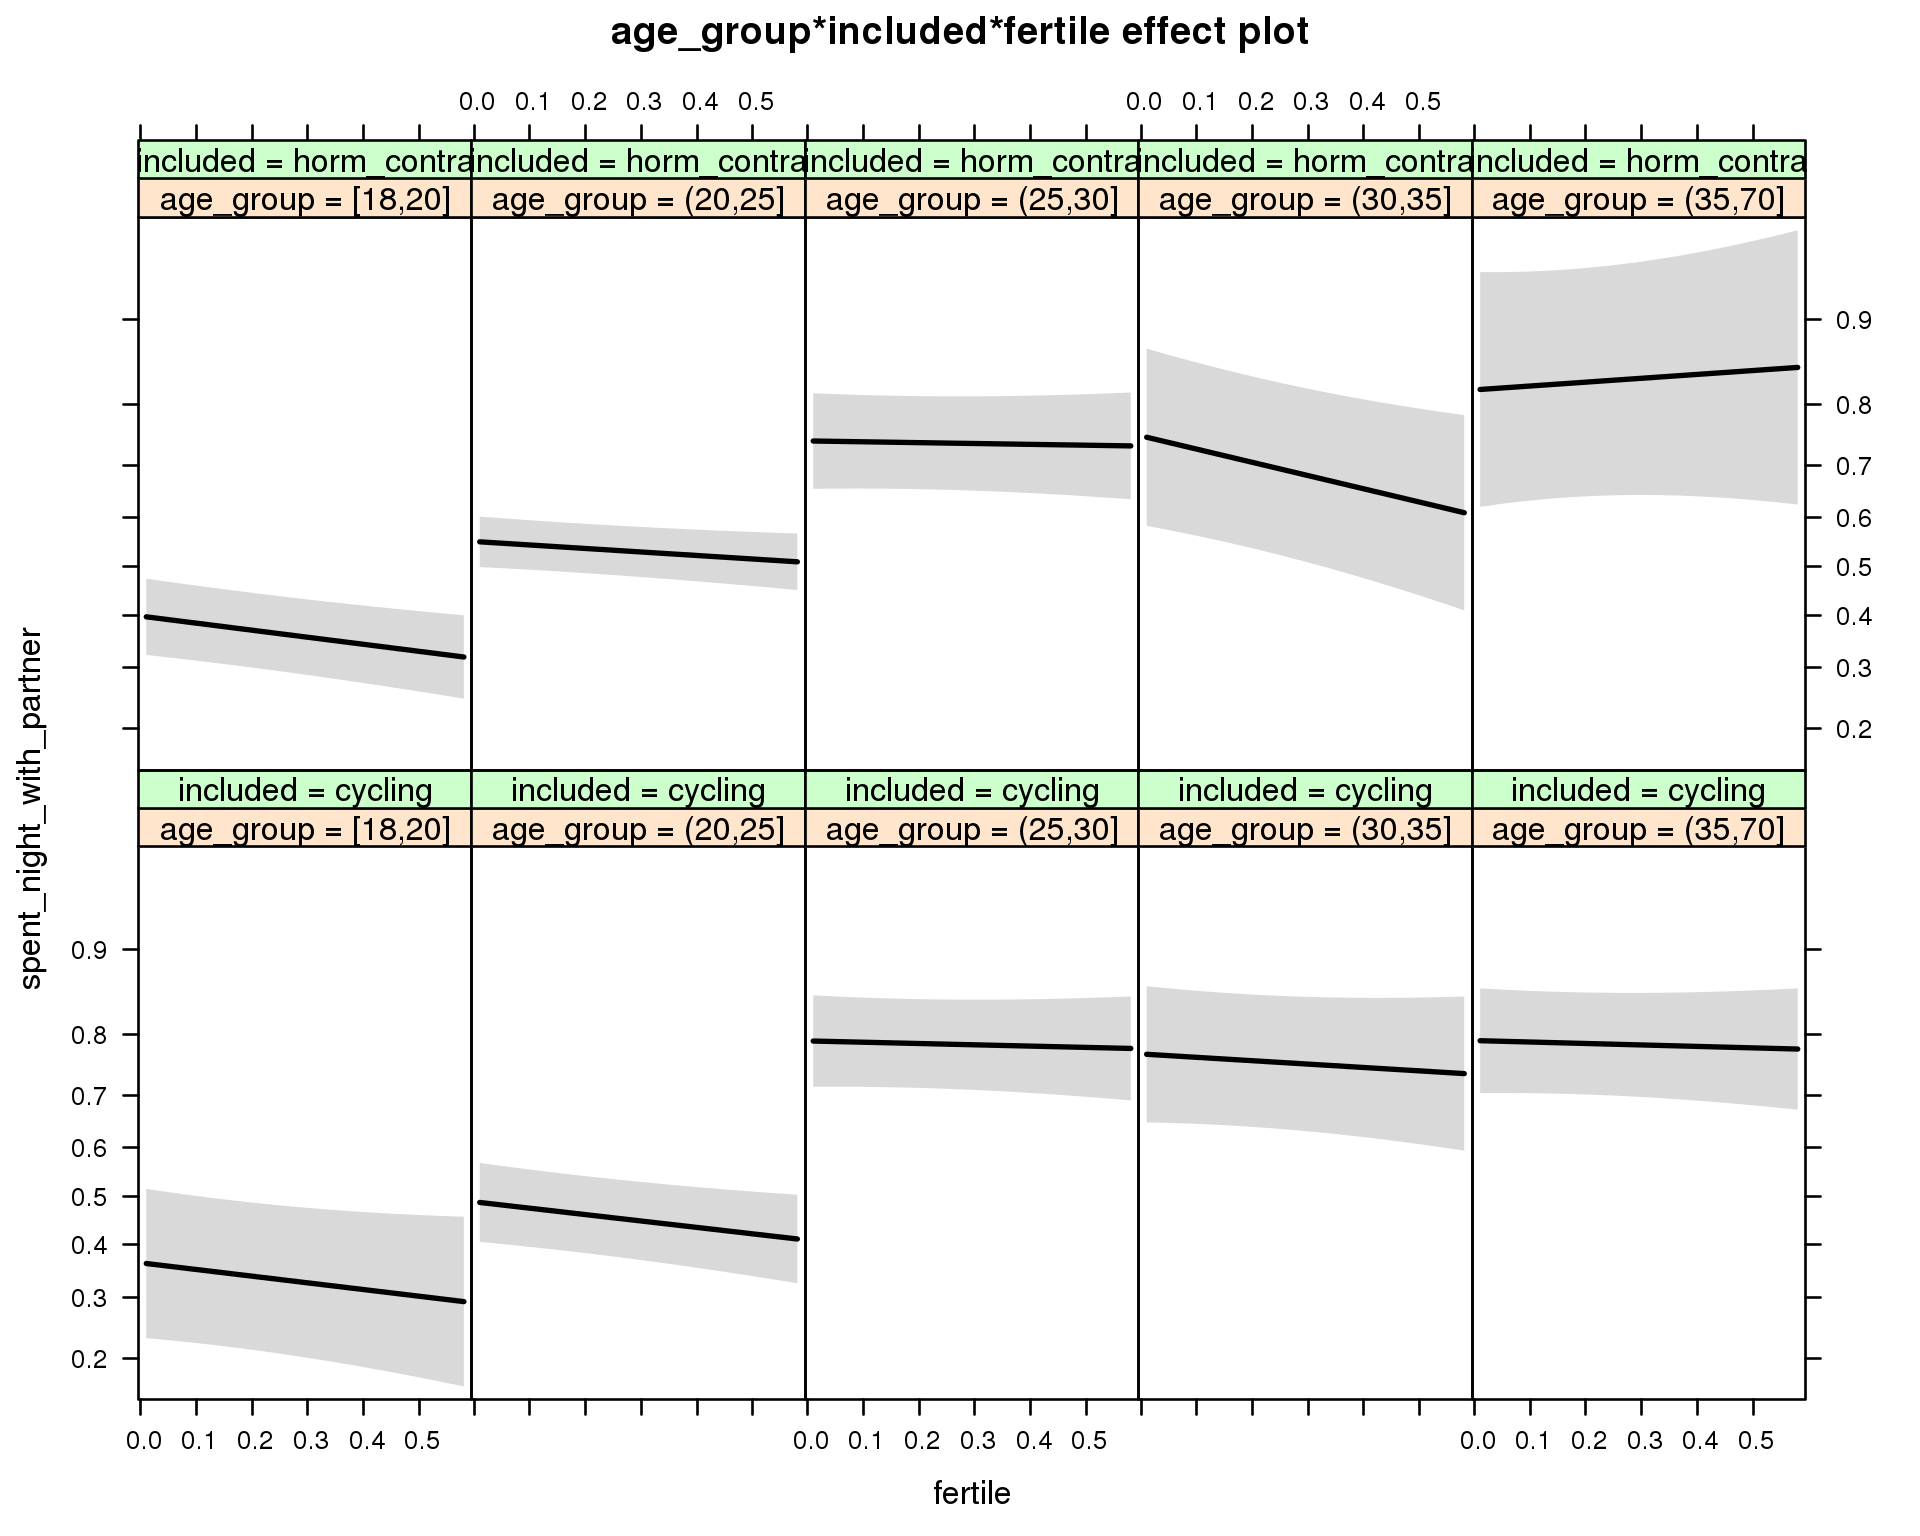 age_group*included*fertile effect plot
0.0 0.1 0.2 0.3 0.4 0.5 0.0 0.1 0.2 0.3 0.4 0.5
included = horm_contra included = horm_contra included = horm_contra included = horm_contra included = horm_contra
age_group = [18,20] age_group = (20,25] age_group = (25,30] age_group = (30,35] age_group = (35,70]
0.9
0.8
0.7
0.6
0.5
0.4
0.3
0.2
spent_night_with_partner
included = cycling included = cycling included = cycling included = cycling included = cycling
age_group = [18,20] age_group = (20,25] age_group = (25,30] age_group = (30,35] age_group = (35,70]
0.9
0.8
0.7
0.6
0.5
0.4
0.3
0.2
0.0 0.1 0.2 0.3 0.4 0.5 0.0 0.1 0.2 0.3 0.4 0.5 0.0 0.1 0.2 0.3 0.4 0.5
fertile